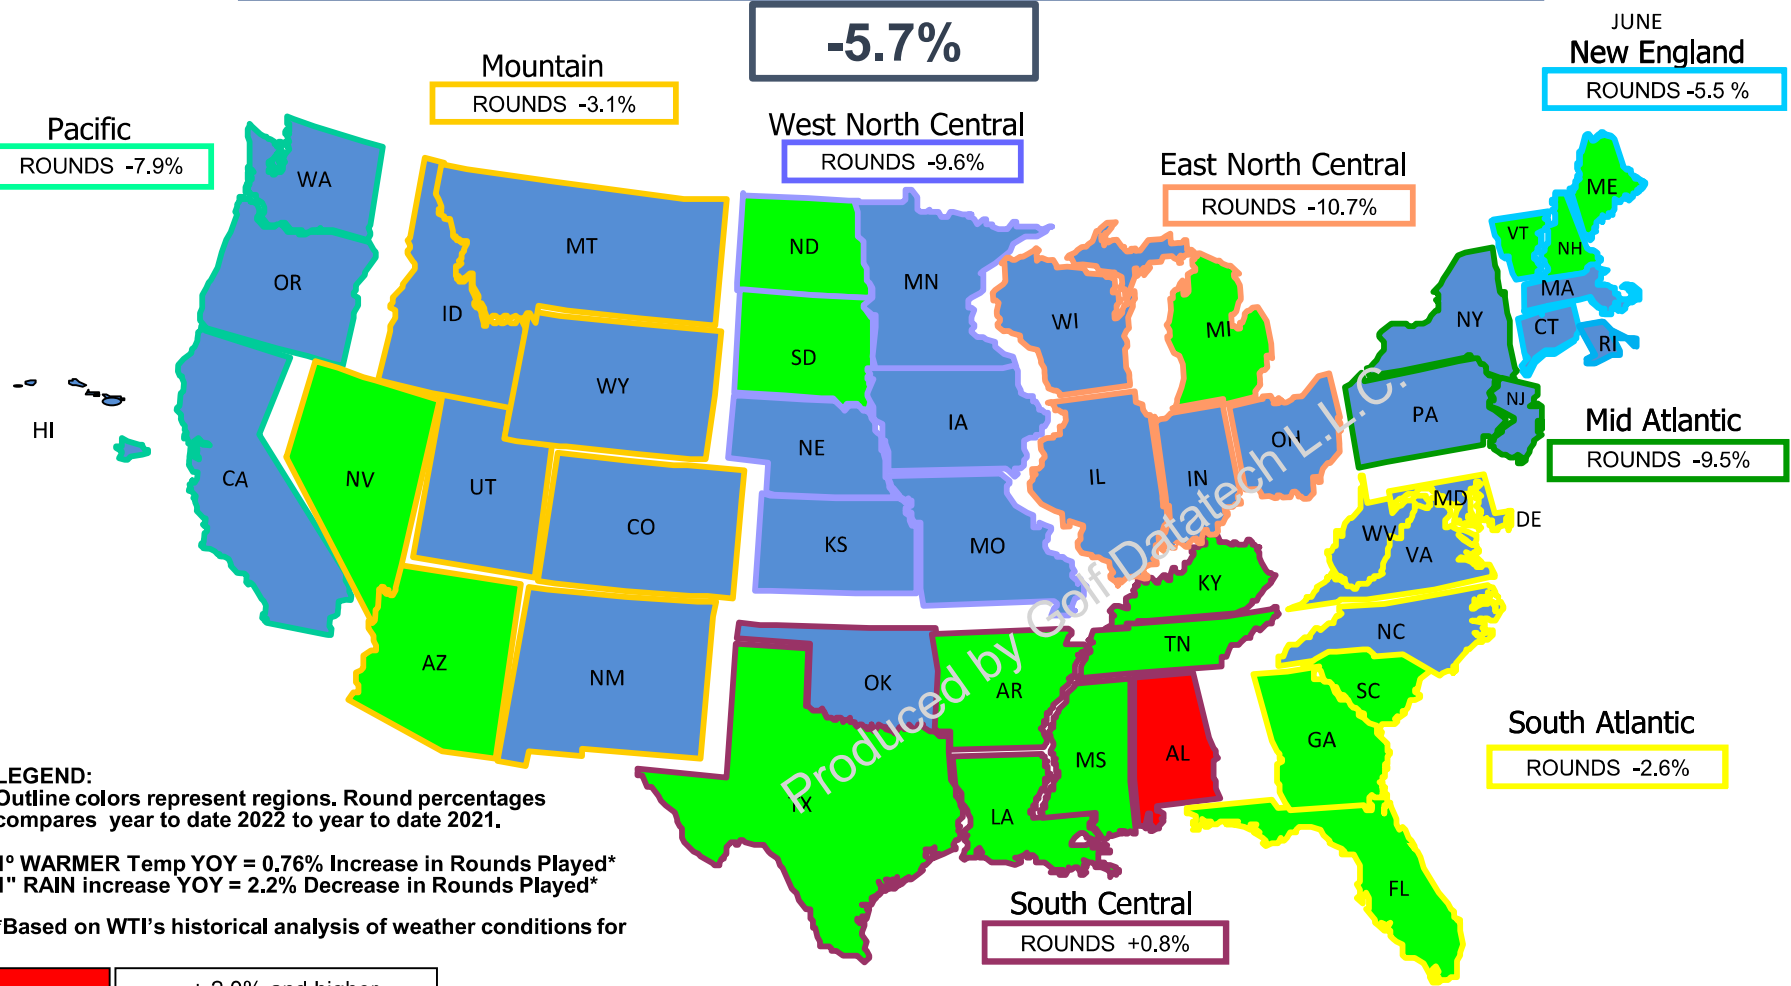 -5.7%
JUNE
New England
ROUNDS -5.5 %
Mountain
ROUNDS -3.1%
Pacific
ROUNDS -7.9%
West North Central
ROUNDS -9.6%
East North Central
ROUNDS -10.7%
WA
OR
CA
HI
MT
ID
WY
NV
UT
CO
AZ
NM
ND
SD
MN
NE
IA
KS
MO
WI
MI
IL
IN
OH
ME
VT
NH
MA
CT
RI
NY
PA
NJ
Mid Atlantic
ROUNDS -9.5%
MD
DE
WV
VA
NC
SC
GA
FL
KY
TN
OK
AR
TX
LA
MS
AL
South Atlantic
ROUNDS -2.6%
South Central
ROUNDS +0.8%
Produced by Golf Datatech L.L.C.
LEGEND:
Outline colors represent regions. Round percentages
compares year to date 2022 to year to date 2021.
1º WARMER Temp YOY = 0.76% Increase in Rounds Played*
1" RAIN increase YOY = 2.2% Decrease in Rounds Played*
*Based on WTI's historical analysis of weather conditions for
and higher